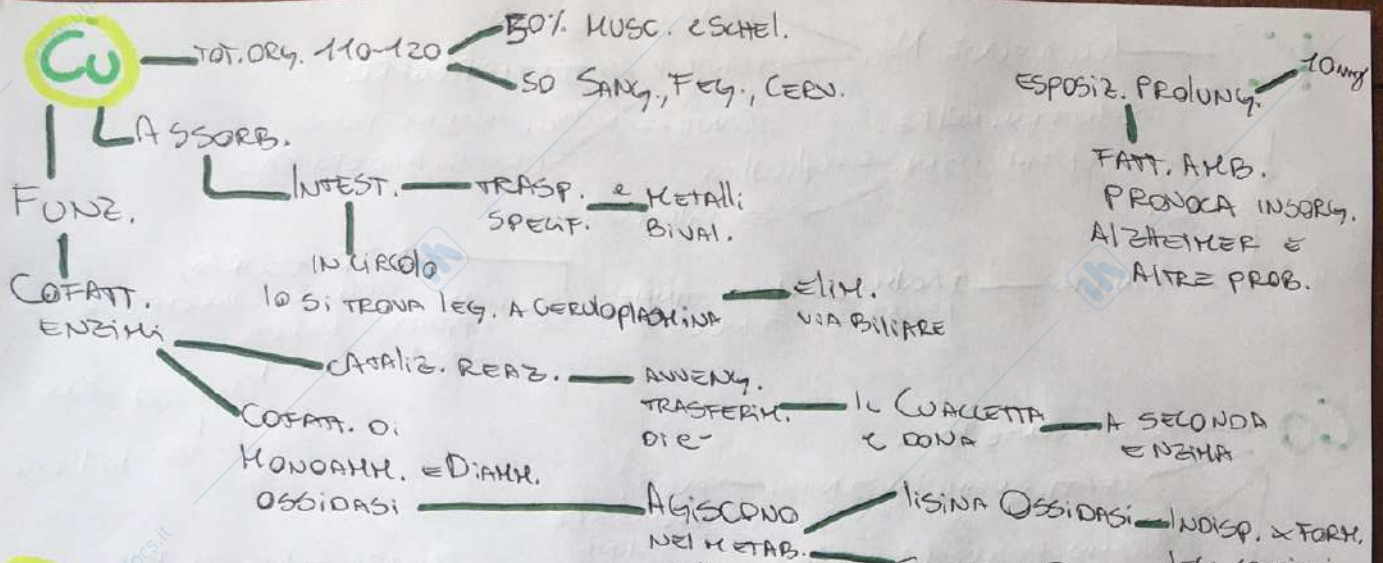 Cu
TOT. ORG. 110-120
50% MUSC. e SCHEL.
50 SANG., FEG., CERV.
ESPOSIZ. PROLUNG.
10mg
FATT. AMB.
PROVOCA INSORG.
ALZHEIMER E
ALTRE PROB.
ASSORB.
INTEST.
TRASP.
SPECIF.
e METALLI
BIVAL.
IN CIRCOLO
lO Si TROVA lEG. A CERULOPLASMINA
ELIM.
VIA BILIARE
FUNZ.
COFATT.
ENZIMI
CATALIZ. REAZ.
AVVENG.
TRASFERIM.
DI e-
IL CU ACCETTA
E DONA
A SECONDA
ENZIMA
COFATT. Di
MONOAMM. E DiAMM.
OSSIDASI
AGISCONO
NEL METAB.
lISINA OSSIDASI
INDISP. x FORM.